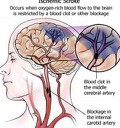 Ischemic Stroke
Occurs when oxygen-rich blood flow to the brain
is restricted by a blood clot or other blockage
Blood clot in the
middle cerebral
artery
Blockage in the
internal carotid artery